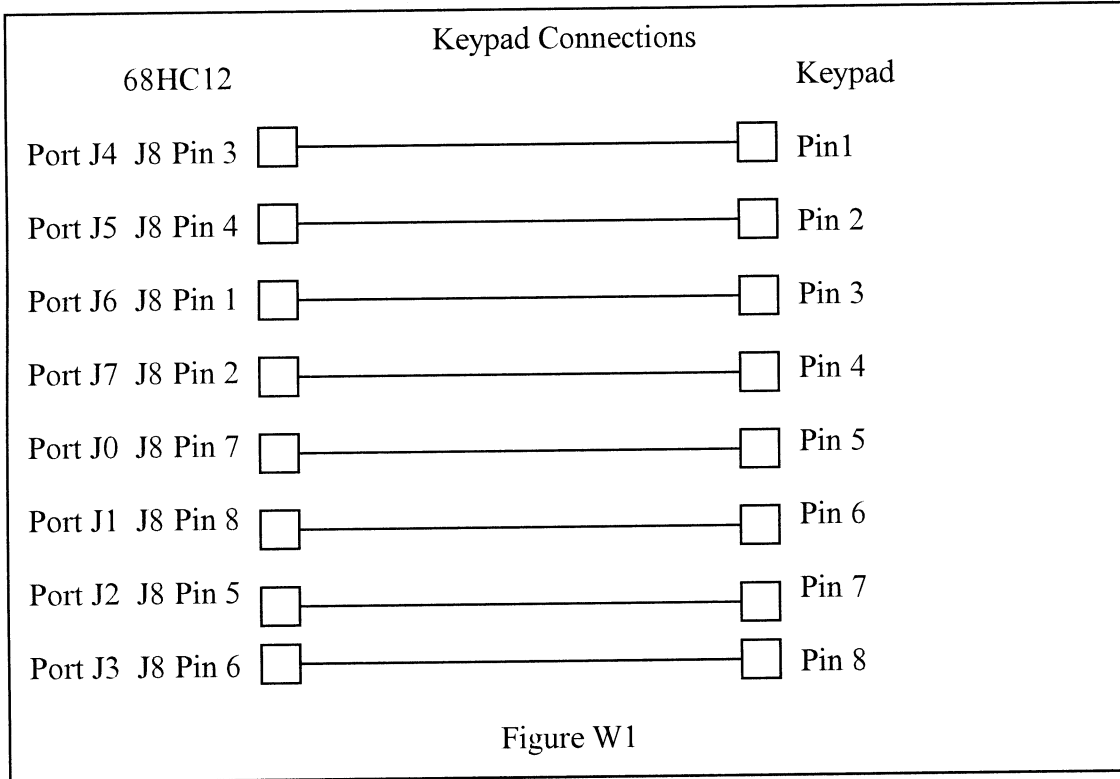 Keypad Connections
68HC12 Keypad
Port J4 J8 Pin 3 Pin1
Port J5 J8 Pin 4 Pin 2
Port J6 J8 Pin 1 Pin 3
Port J7 J8 Pin 2 Pin 4
Port J0 J8 Pin 7 Pin 5
Port J1 J8 Pin 8 Pin 6
Port J2 J8 Pin 5 Pin 7
Port J3 J8 Pin 6 Pin 8
Figure W1